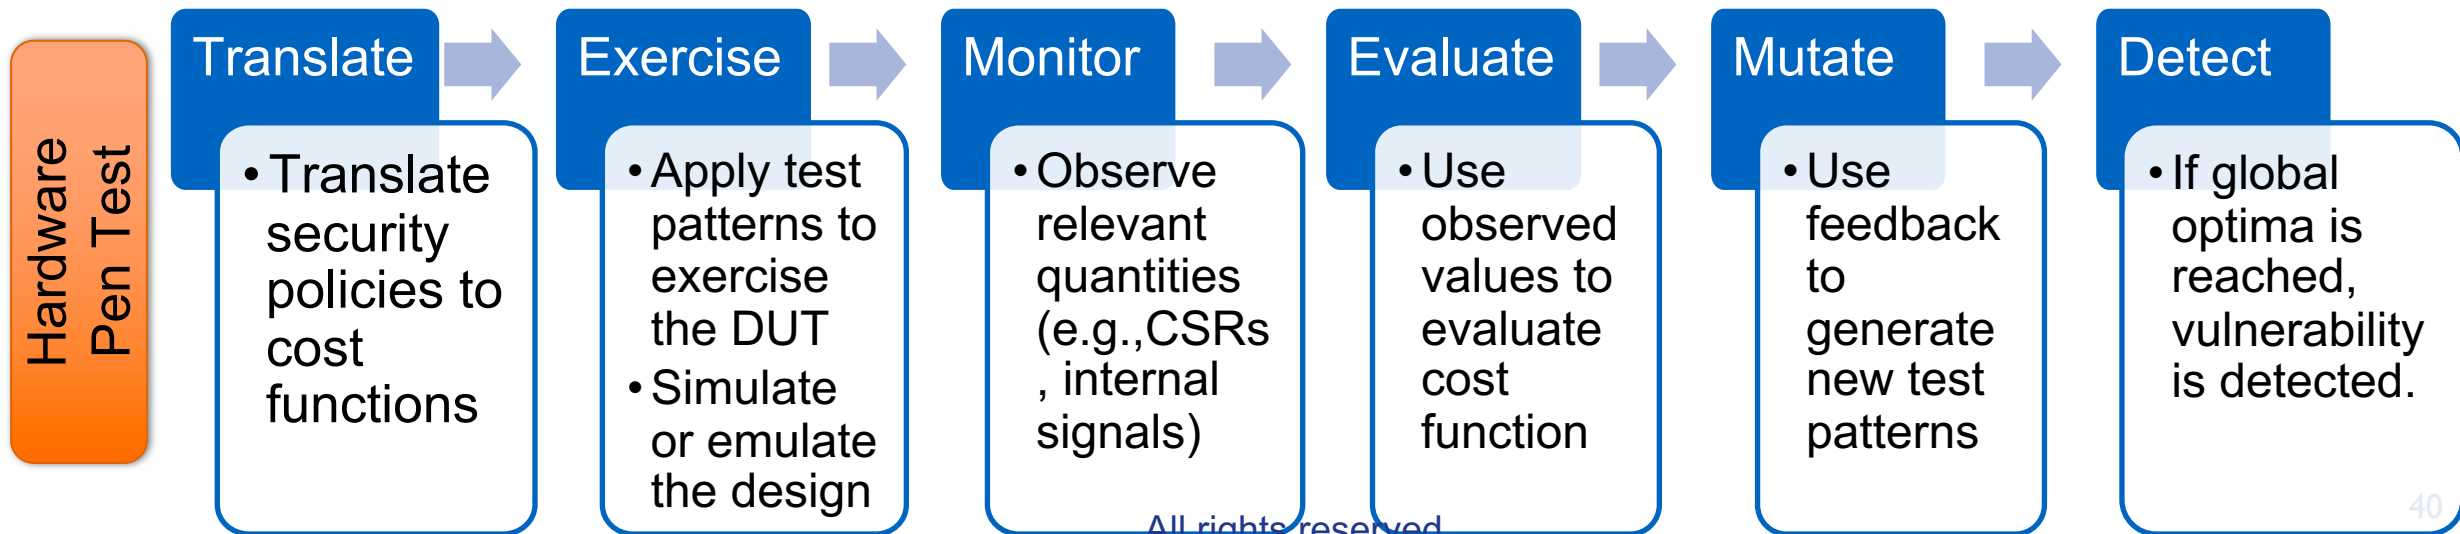 Hardware
Pen Test
Translate
• Translate
security
policies to
cost
functions
Exercise
• Apply test
patterns to
exercise
the DUT
• Simulate
or emulate
the design
Monitor
• Observe
relevant
quantities
(e.g.,CSRs
, internal
signals)
Evaluate
• Use
observed
values to
evaluate
cost
function
Mutate
• Use
feedback
to
generate
new test
patterns
Detect
• If global
optima is
reached,
vulnerability
is detected.
All rights reserved
40